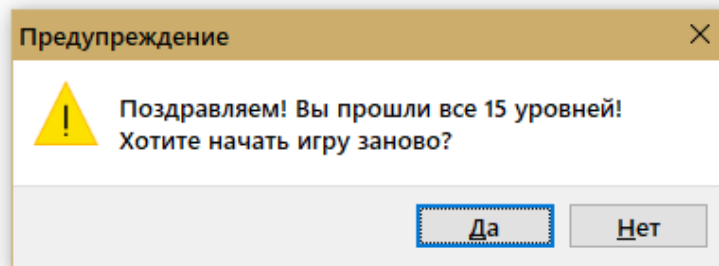 Предупреждение
Поздравляем! Вы прошли все 15 уровней!
Хотите начать игру заново?
Да
Нет